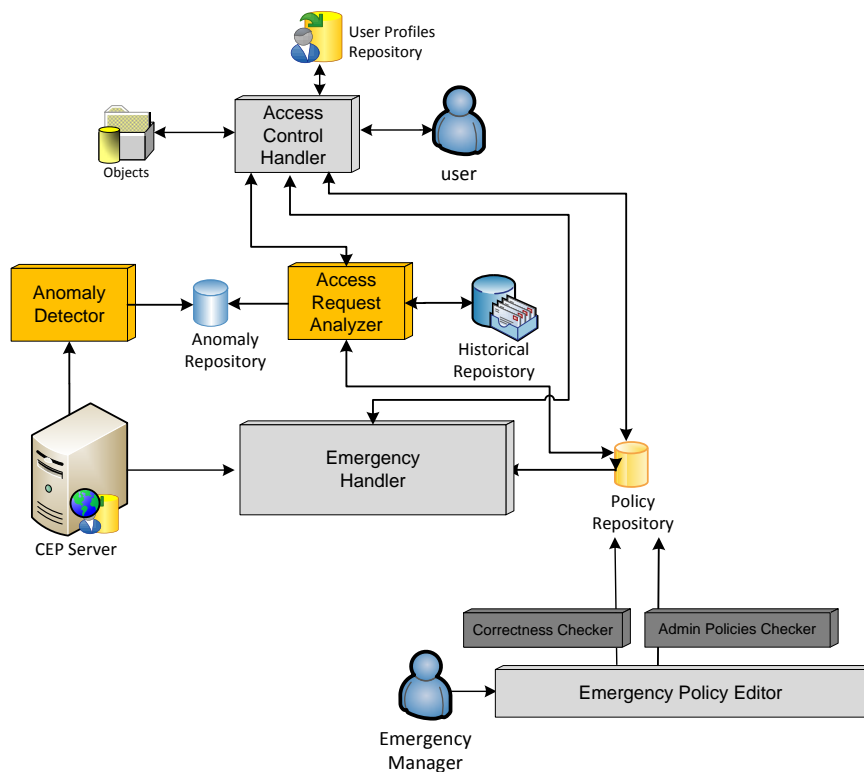 User Profiles
Repository
Access
Control
Handler
Objects
user
Anomaly
Detector
Access
Request
Analyzer
Anomaly
Repository
Historical
Repoistory
Emergency
Handler
Policy
Repository
CEP Server
Correctness Checker
Admin Policies Checker
Emergency Policy Editor
Emergency
Manager